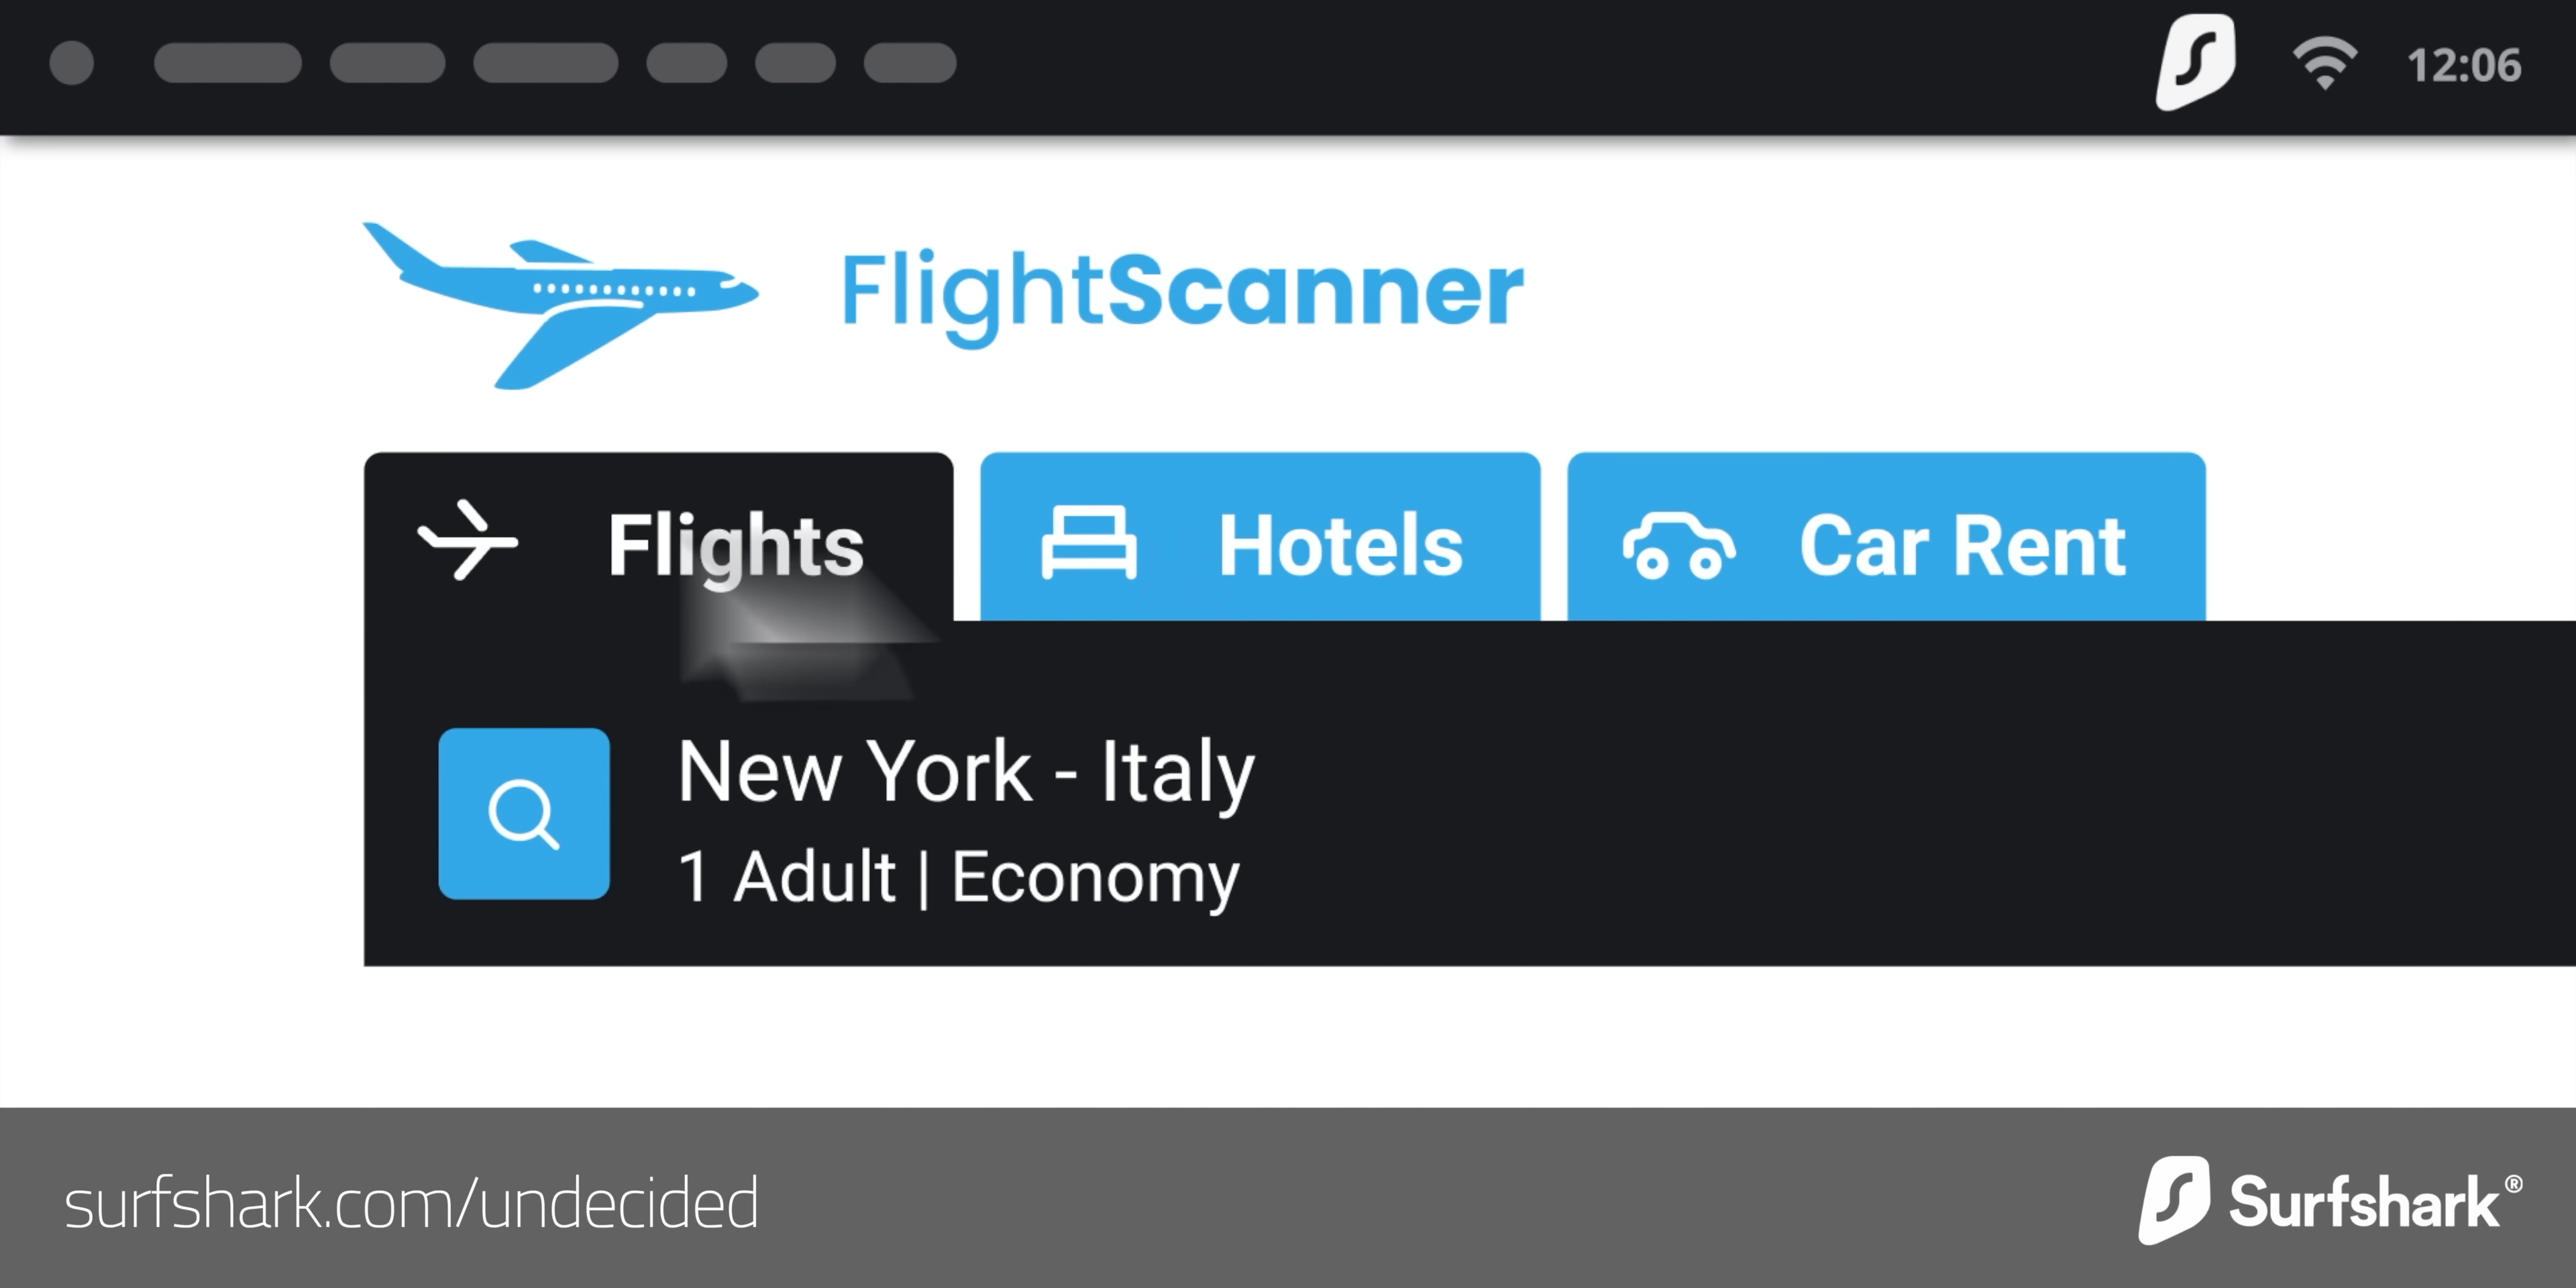 12:06
FlightScanner
Flights
Hotels
Car Rent
New York - Italy
1 Adult | Economy
surfshark.com/undecided
Surfshark®